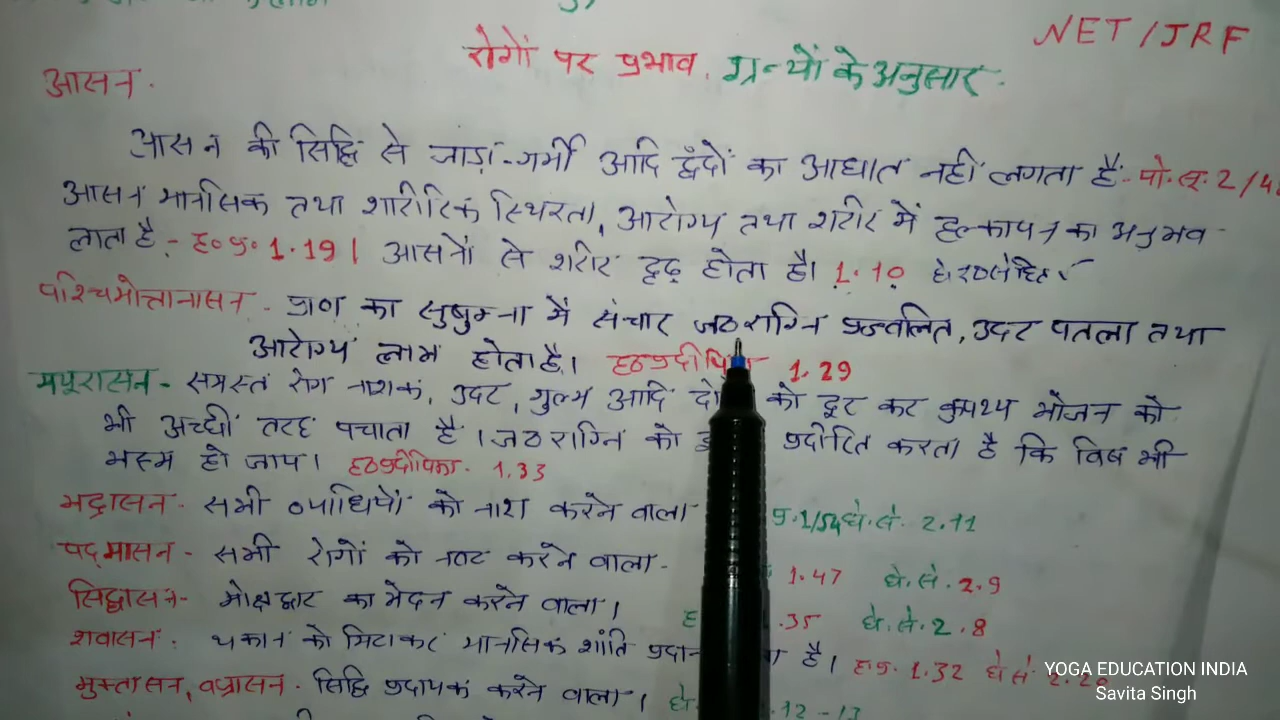 NET/JRF
रोगों पर प्रभाव. ग्रन्थों के अनुसार.
आसन.
आसन की सिद्धि से जाड़ा-गर्मी आदि द्वंदों का आघात नहीं लगता है- यो.सू. 2/4
आसन मानसिक तथा शारीरिक स्थिरता, आरोग्य तथा शरीर में हल्कापन का अनुभव
लाता है - ह०प्र० 1.19। आसनों से शरीर दृढ़ होता है। 1.10 घेरण्डसंहिता
पश्चिमोत्तानासन - प्राण का सुषुम्ना में संचार जठराग्नि प्रज्वलित, उदर पतला तथा
आरोग्य लाभ होता है। हठप्रदीपिका 1.29
मयूरासन - समस्त रोग नाशक, उदर, गुल्म आदि को दूर कर कुपथ्य भोजन को
भी अच्छी तरह पचाता है। जठराग्नि को प्रदीप्त करता है कि विष भी
भस्म हो जाय। हठप्रदीपिका. 1.33
भद्रासन - सभी व्याधियों को नाश करने वाला प्र.1/54 घे.सं. 2.11
पद्मासन - सभी रोगों को नष्ट करने वाला- 1.47 घे.सं. 2.9
सिद्धासन- मोक्षद्वार का भेदन करने वाला। ह .35 घे.सं. 2.8
शवासन. थकान को मिटाकर मानसिक शांति प्रदान है। ह.प्र. 1.32 घे सं
मुक्तासन, वज्रासन - सिद्धि प्रदायक करने वाला। घे. .12-13
YOGA EDUCATION INDIA
Savita Singh